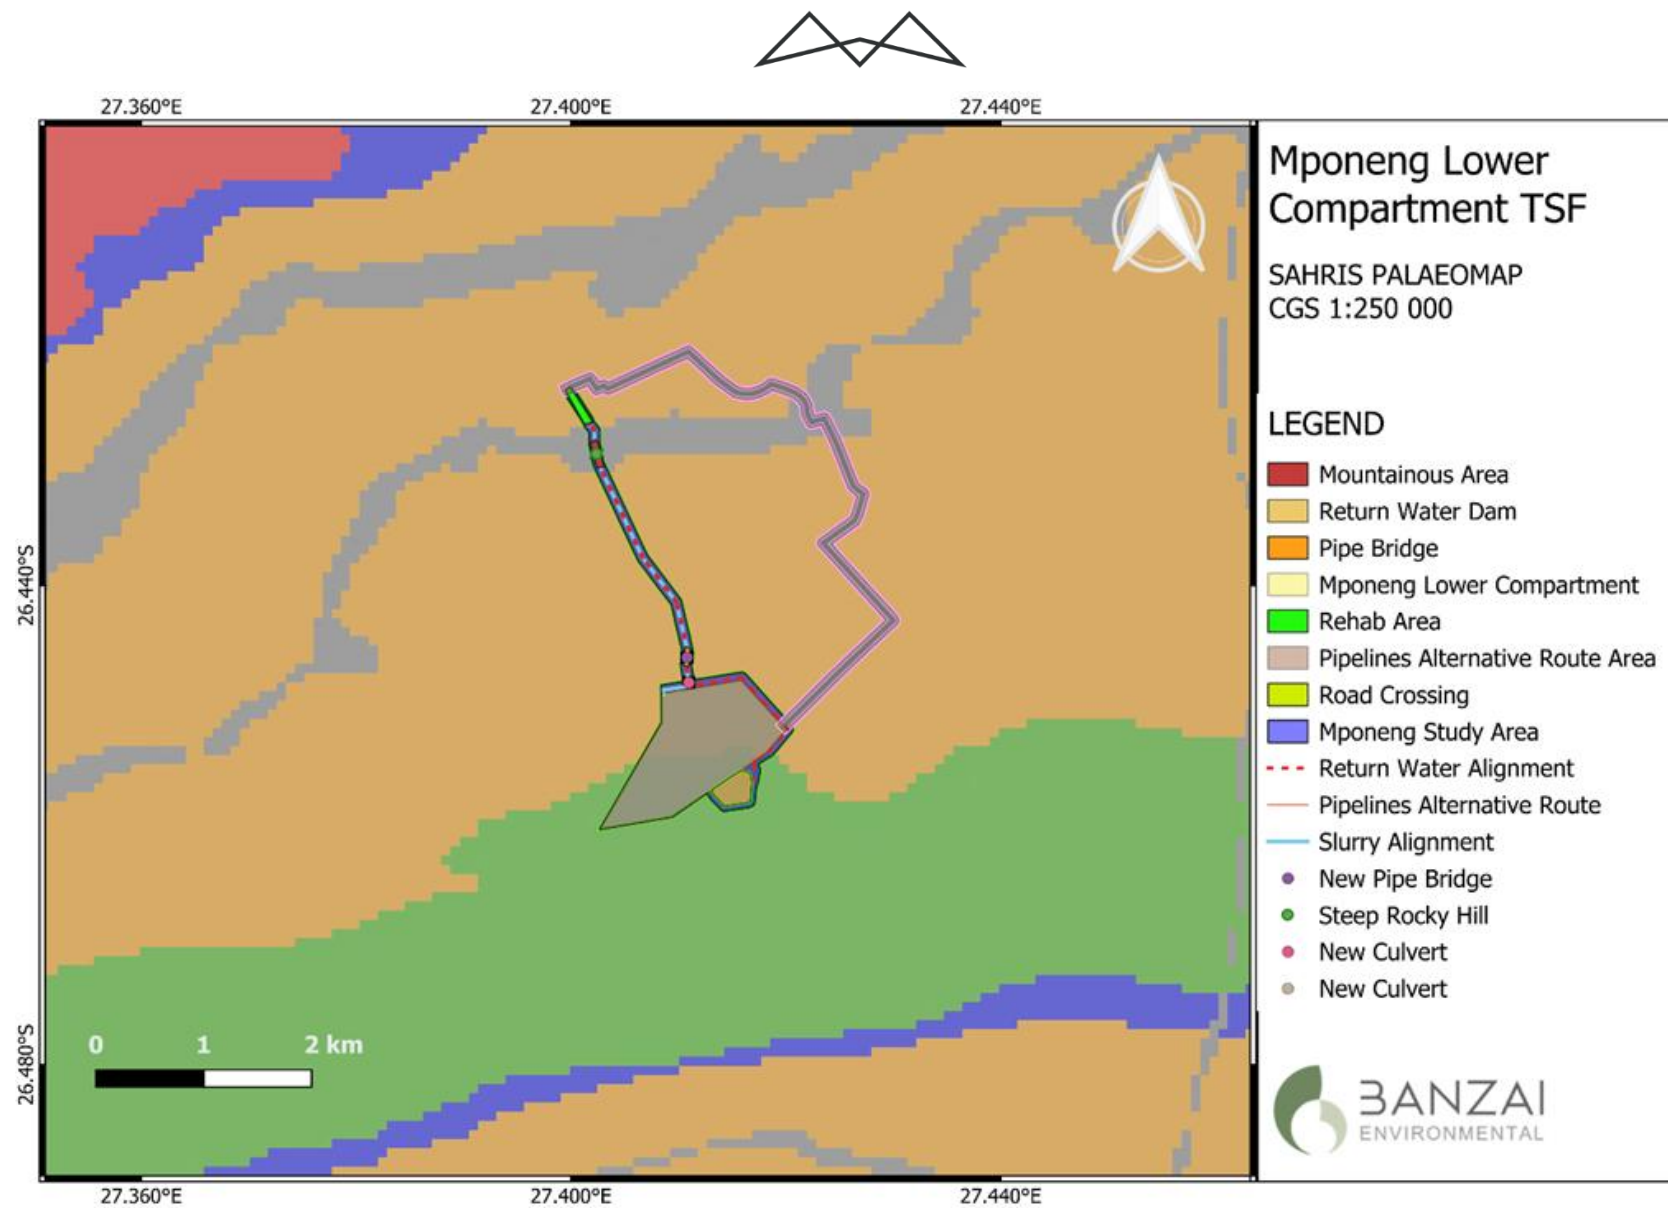 27.360°E
27.400°E
27.440°E
26.440°S
26.480°S
0 1 2 km
27.360°E
27.400°E
27.440°E
Mponeng Lower
Compartment TSF
SAHRIS PALAEOMAP
CGS 1:250 000
LEGEND
Mountainous Area
Return Water Dam
Pipe Bridge
Mponeng Lower Compartment
Rehab Area
Pipelines Alternative Route Area
Road Crossing
Mponeng Study Area
Return Water Alignment
Pipelines Alternative Route
Slurry Alignment
New Pipe Bridge
Steep Rocky Hill
New Culvert
New Culvert
BANZAI
ENVIRONMENTAL